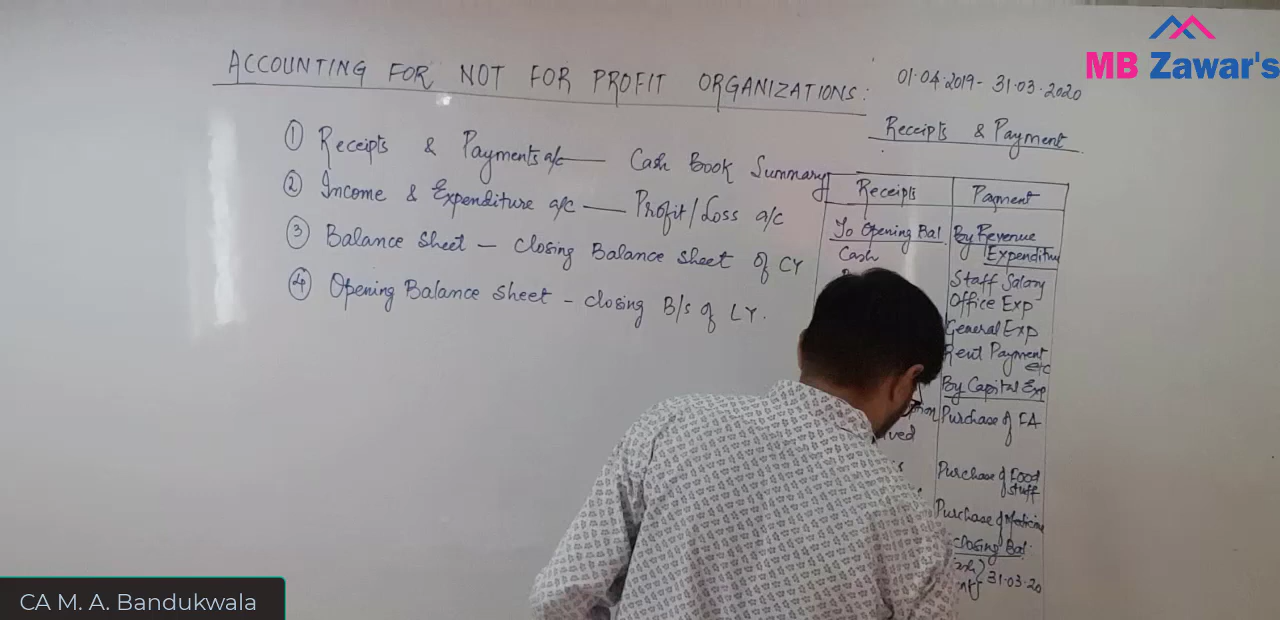 MB Zawar's
ACCOUNTING FOR NOT FOR PROFIT ORGANIZATIONS:
01.04.2019 - 31.03.2020
① Receipts & Payments a/c — Cash Book Summary
② Income & Expenditure a/c — Profit/Loss a/c
③ Balance Sheet - Closing Balance Sheet of CY
④ Opening Balance Sheet - Closing B/S of LY.
Receipts & Payment
Receipts
To Opening Bal
Cash
Payment
By Revenue
Expenditure
Staff Salary
Office Exp
General Exp
Rent Payment
etc
By Capital Exp
Purchase of FA
Purchase of Food
stuff
Purchase of Medicine
Closing Bal.
31.03.20
CA M. A. Bandukwala